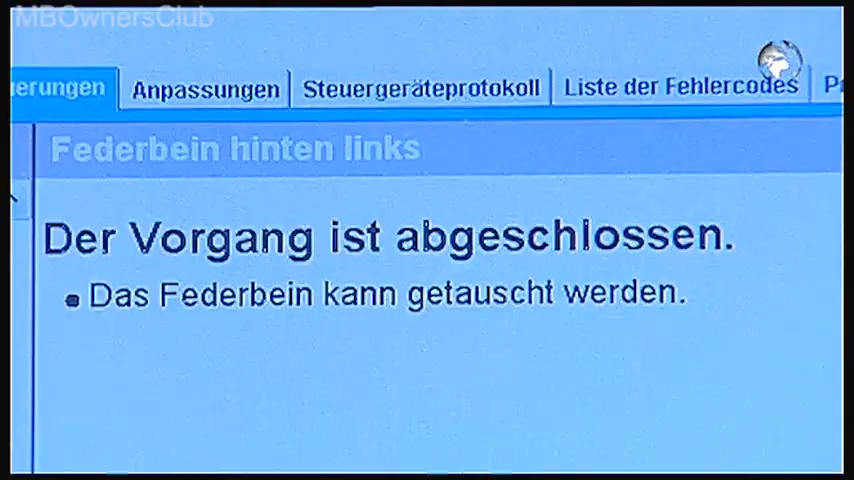 MBOwnersClub
erungen
Anpassungen
Steuergeräteprotokoll
Liste der Fehlercodes
Federbein hinten links
Der Vorgang ist abgeschlossen.
Das Federbein kann getauscht werden.